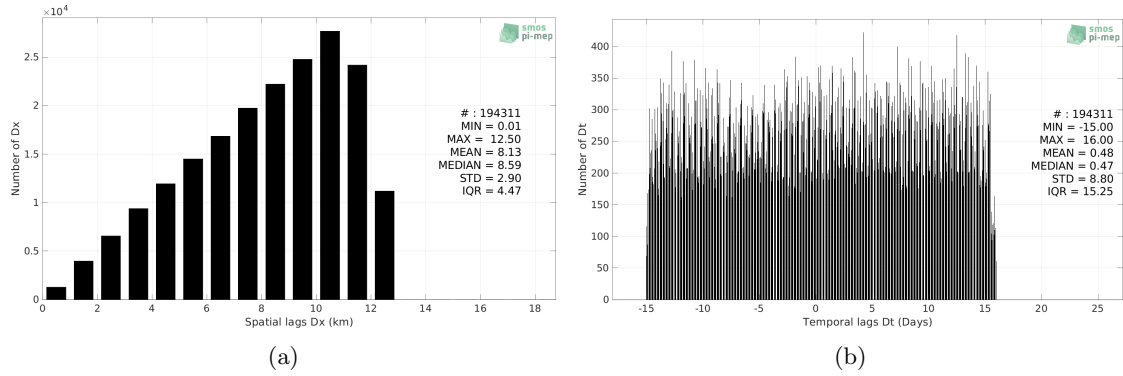 ×10⁴
2.5
2
1.5
1
0.5
0
0 2 4 6 8 10 12 14 16 18
Number of Dx
Spatial lags Dx (km)
smos
pi-mep
# : 194311
MIN = 0.01
MAX = 12.50
MEAN = 8.13
MEDIAN = 8.59
STD = 2.90
IQR = 4.47
(a)
400
350
300
250
200
150
100
50
0
-15 -10 -5 0 5 10 15 20 25
Number of Dt
Temporal lags Dt (Days)
smos
pi-mep
# : 194311
MIN = -15.00
MAX = 16.00
MEAN = 0.48
MEDIAN = 0.47
STD = 8.80
IQR = 15.25
(b)